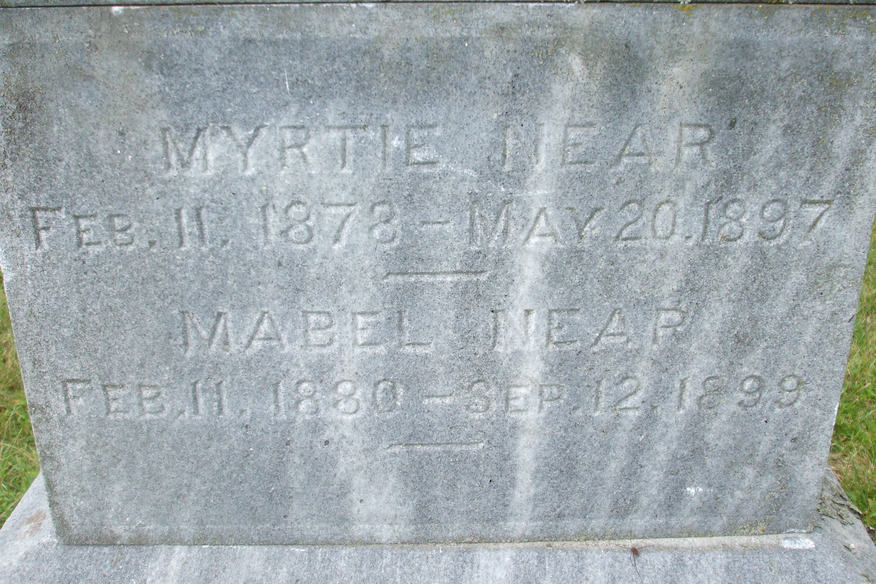 MYRTIE NEAR
FEB. 11. 1878 - MAY 20. 1897
MABEL NEAR
FEB. 11. 1880 - SEP. 12. 1899